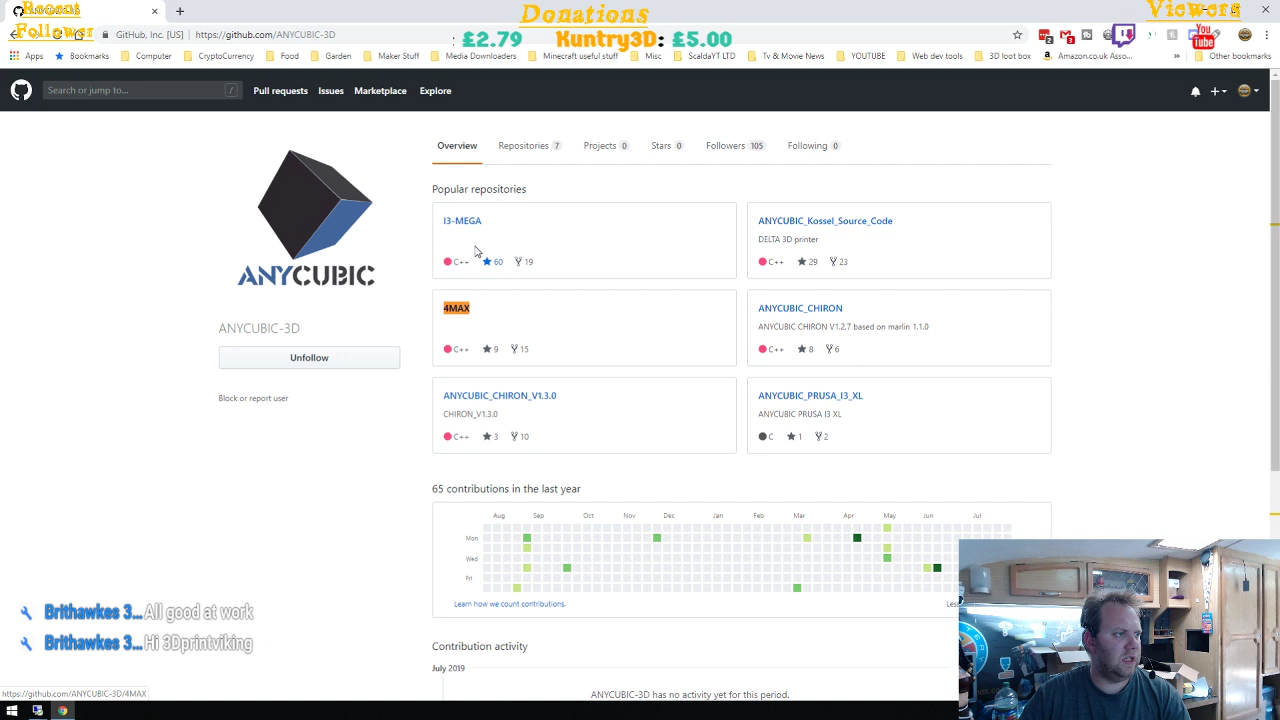 Recent
Follower
Donations
Viewers
: £2.79 Kuntry3D: £5.00
You
Tube
GitHub, Inc. [US] https://github.com/ANYCUBIC-3D
Apps Bookmarks Computer CryptoCurrency Food Garden Maker Stuff Media Downloaders Minecraft useful stuff Misc ScaldaYT LTD Tv & Movie News YOUTUBE Web dev tools 3D loot box Amazon.co.uk Asso... » Other bookmarks
Search or jump to... / Pull requests Issues Marketplace Explore
Overview Repositories 7 Projects 0 Stars 0 Followers 105 Following 0
Popular repositories
I3-MEGA
C++ 60 19
ANYCUBIC_Kossel_Source_Code
DELTA 3D printer
C++ 29 23
ANYCUBIC
ANYCUBIC-3D
Unfollow
Block or report user
4MAX
C++ 9 15
ANYCUBIC_CHIRON
ANYCUBIC CHIRON V1.2.7 based on marlin 1.1.0
C++ 8 6
ANYCUBIC_CHIRON_V1.3.0
CHIRON_V1.3.0
C++ 3 10
ANYCUBIC_PRUSA_I3_XL
ANYCUBIC PRUSA I3 XL
C 1 2
65 contributions in the last year
Aug Sep Oct Nov Dec Jan Feb Mar Apr May Jun Jul
Mon
Wed
Fri
Learn how we count contributions.
Less
Contribution activity
July 2019
ANYCUBIC-3D has no activity yet for this period.
Brithawkes 3... All good at work
Brithawkes 3... Hi 3Dprintviking
https://github.com/ANYCUBIC-3D/4MAX